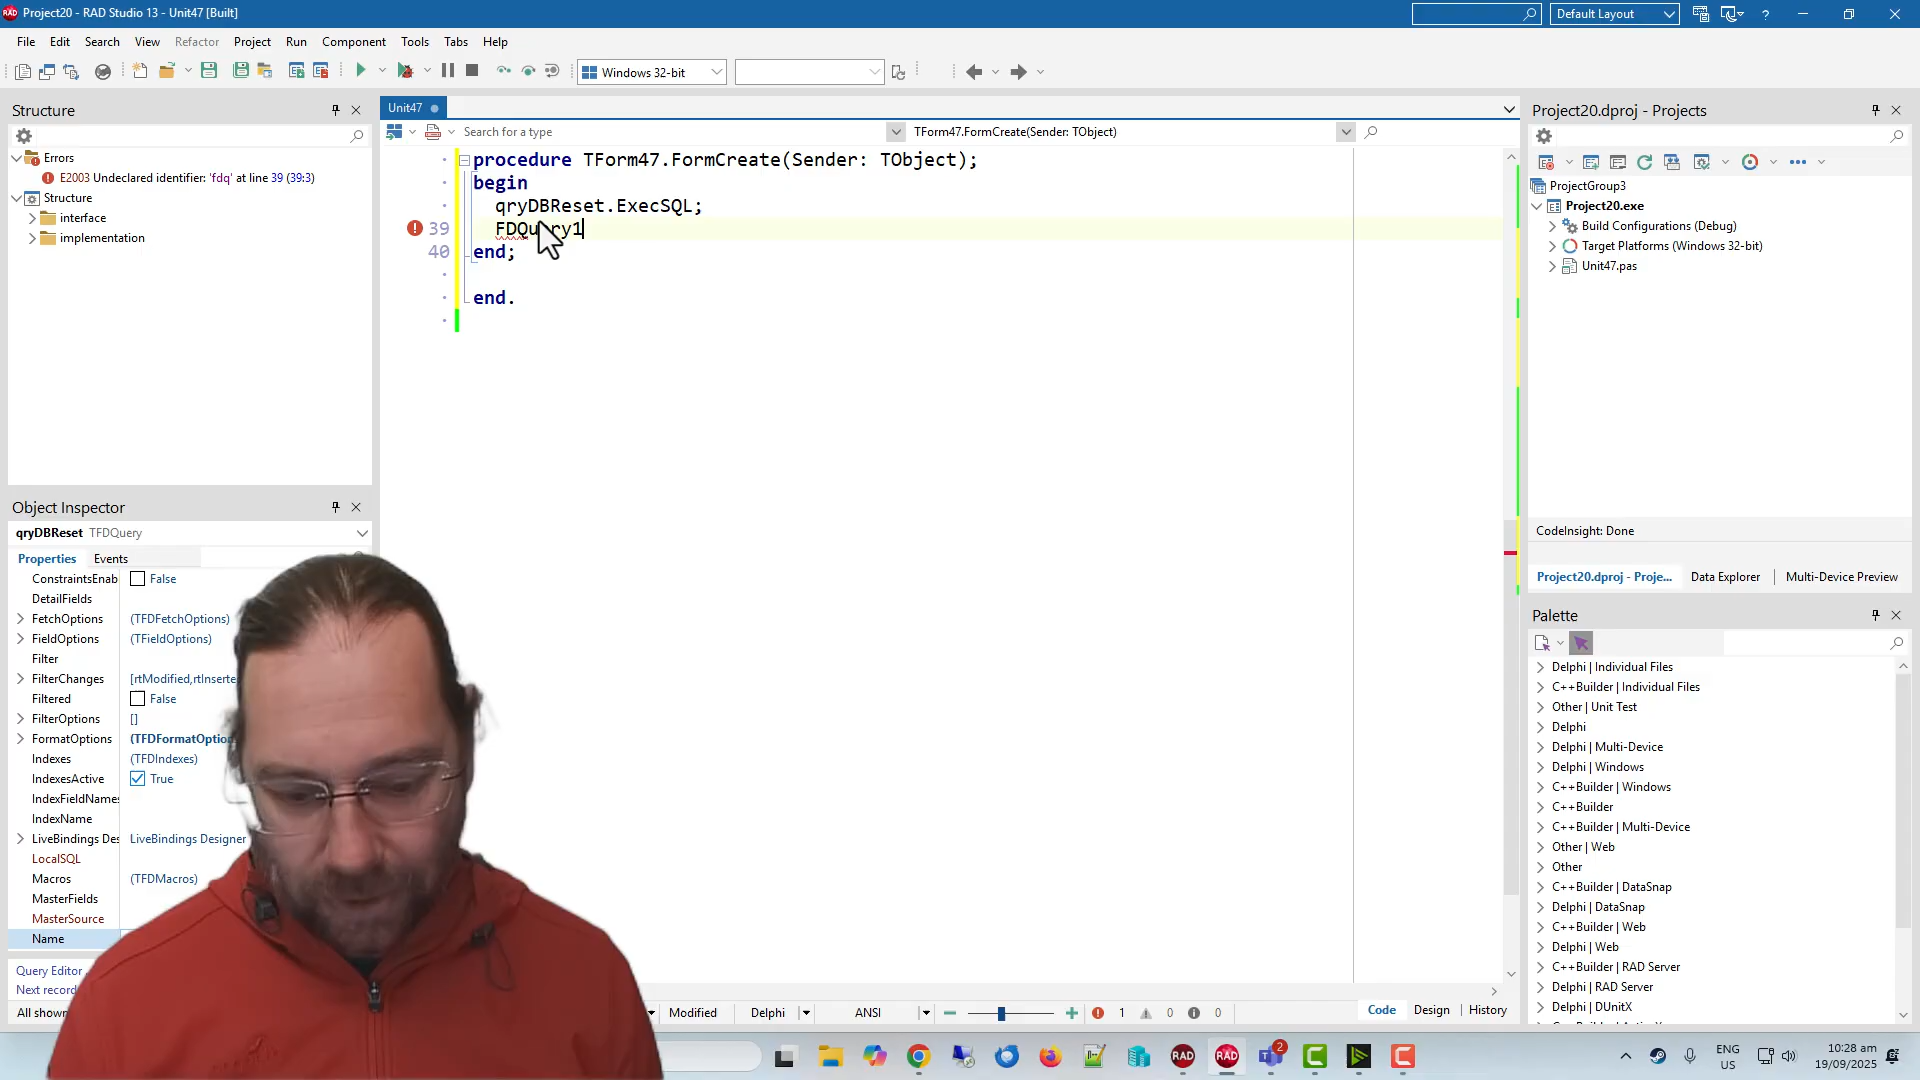 Project20 - RAD Studio 13 - Unit47 [Built]
Default Layout
File Edit Search View Navigate Refactor Project Run Component Tools Tabs Help
Windows 32-bit
Structure
Errors
E2003 Undeclared identifier: 'fdq' at line 39 (39:3)
Structure
interface
implementation
Object Inspector
qryDBReset TFDQuery
Properties Events
ConstraintsEnab False
DetailFields
FetchOptions (TFDFetchOptions)
FieldOptions (TFieldOptions)
Filter
FilterChanges [rtModified,rtInserte
Filtered False
FilterOptions []
FormatOptions (TFDFormatOptio
Indexes (TFDIndexes)
IndexesActive True
IndexFieldNames
IndexName
LiveBindings Des LiveBindings Designer
LocalSQL
Macros (TFDMacros)
MasterFields
MasterSource
Name
Query Editor
Next record
All shown
Unit47
Search for a type
TForm47.FormCreate(Sender: TObject)
procedure TForm47.FormCreate(Sender: TObject);
begin
qryDBReset.ExecSQL;
39 FDQuery1
40 end;
end.
Modified Delphi ANSI 1 0 0
Code Design History
Project20.dproj - Projects
ProjectGroup3
Project20.exe
Build Configurations (Debug)
Target Platforms (Windows 32-bit)
Unit47.pas
CodeInsight: Done
Project20.dproj - Proje... Data Explorer Multi-Device Preview
Palette
Delphi | Individual Files
C++Builder | Individual Files
Other | Unit Test
Delphi
Delphi | Multi-Device
Delphi | Windows
C++Builder | Windows
C++Builder
C++Builder | Multi-Device
Other | Web
Other
C++Builder | DataSnap
Delphi | DataSnap
C++Builder | Web
Delphi | Web
C++Builder | RAD Server
Delphi | RAD Server
Delphi | DUnitX
RAD
RAD
2
ENG
US
10:28 am
19/09/2025